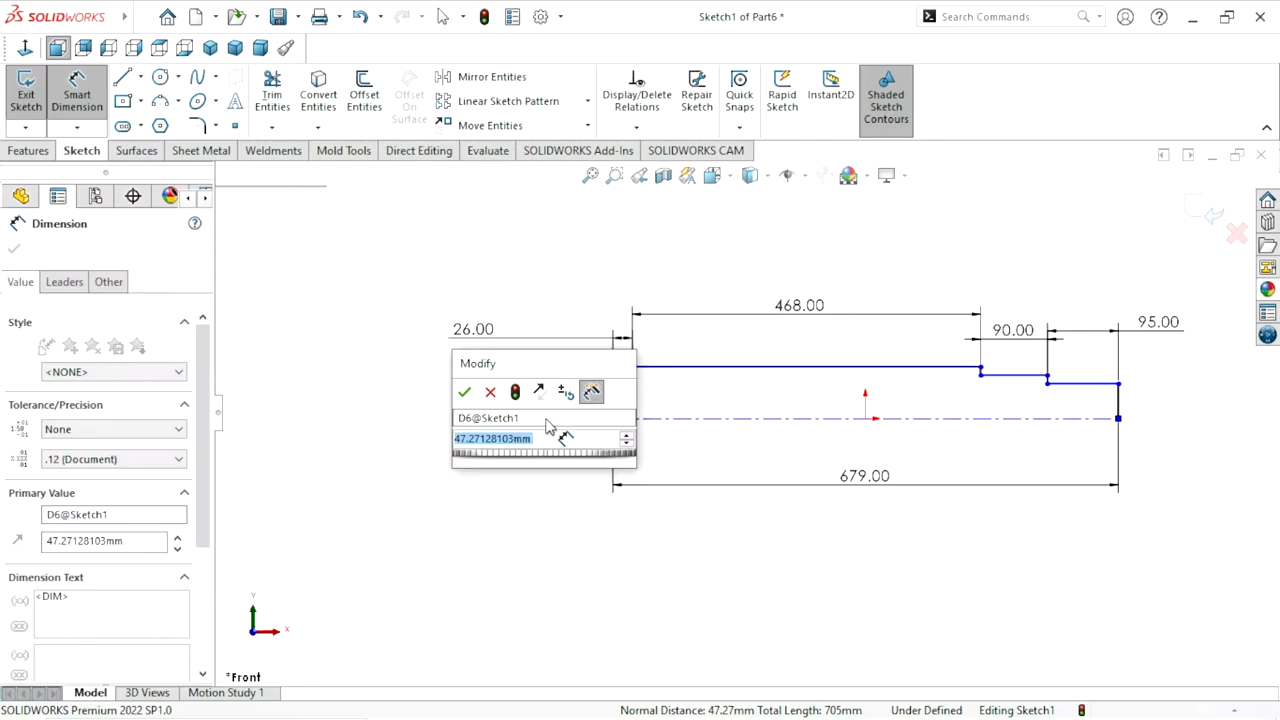 SOLIDWORKS
Sketch1 of Part6 *
Search Commands
Exit Sketch
Smart Dimension
Trim Entities
Convert Entities
Offset Entities
Offset On Surface
Mirror Entities
Linear Sketch Pattern
Move Entities
Display/Delete Relations
Repair Sketch
Quick Snaps
Rapid Sketch
Instant2D
Shaded Sketch Contours
Features
Sketch
Surfaces
Sheet Metal
Weldments
Mold Tools
Direct Editing
Evaluate
SOLIDWORKS Add-Ins
SOLIDWORKS CAM
Dimension
Value
Leaders
Other
Style
<NONE>
Tolerance/Precision
None
.12 (Document)
Primary Value
D6@Sketch1
47.27128103mm
Dimension Text
<DIM>
26.00
468.00
90.00
95.00
679.00
Modify
D6@Sketch1
47.27128103mm
Y
X
*Front
Model
3D Views
Motion Study 1
SOLIDWORKS Premium 2022 SP1.0
Normal Distance: 47.27mm Total Length: 705mm
Under Defined
Editing Sketch1